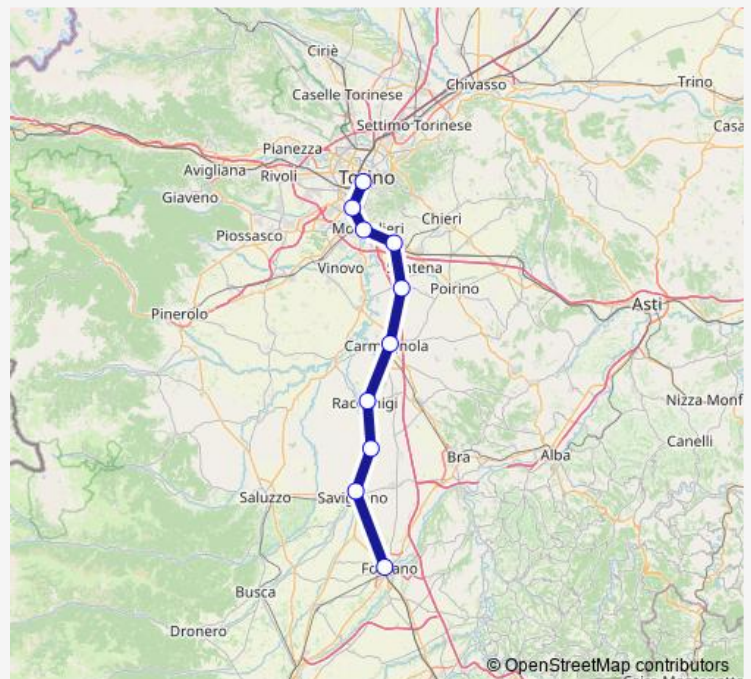 Ciriè
Chivasso
Trino
Caselle Torinese
Settimo Torinese
Casa
Pianezza
Avigliana
Rivoli
Torino
Giaveno
Chieri
Piossasco
Vinovo
Poirino
Pinerolo
Asti
Nizza Monf
Canelli
Bra
Alba
Saluzzo
Busca
Dronero
© OpenStreetMap contributors